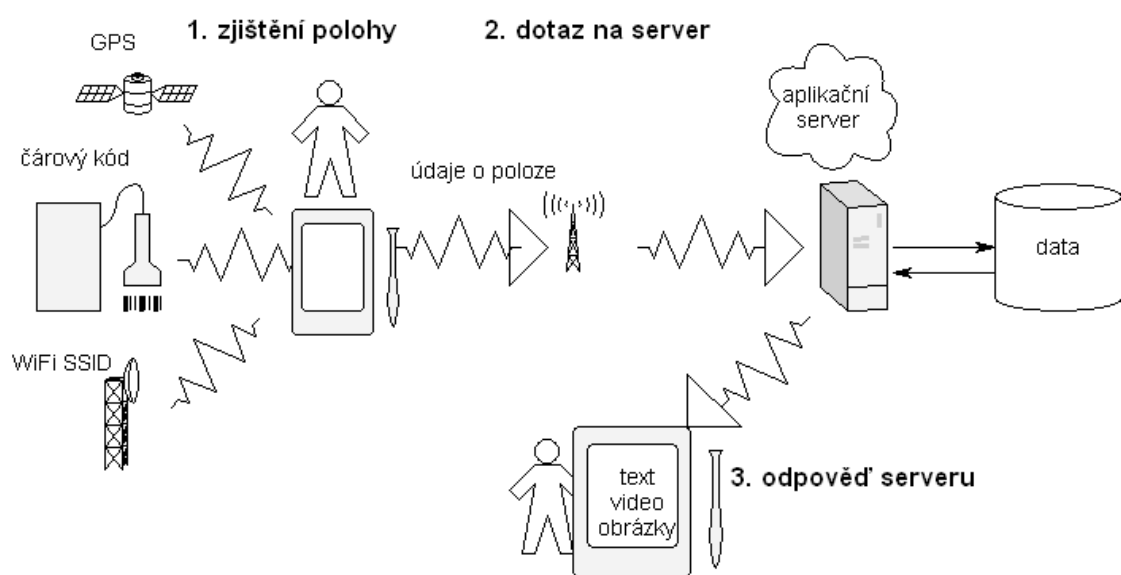 GPS
1. zjištění polohy
2. dotaz na server
aplikační
server
čárový kód
údaje o poloze
data
WiFi SSID
text
video
obrázky
3. odpověď serveru